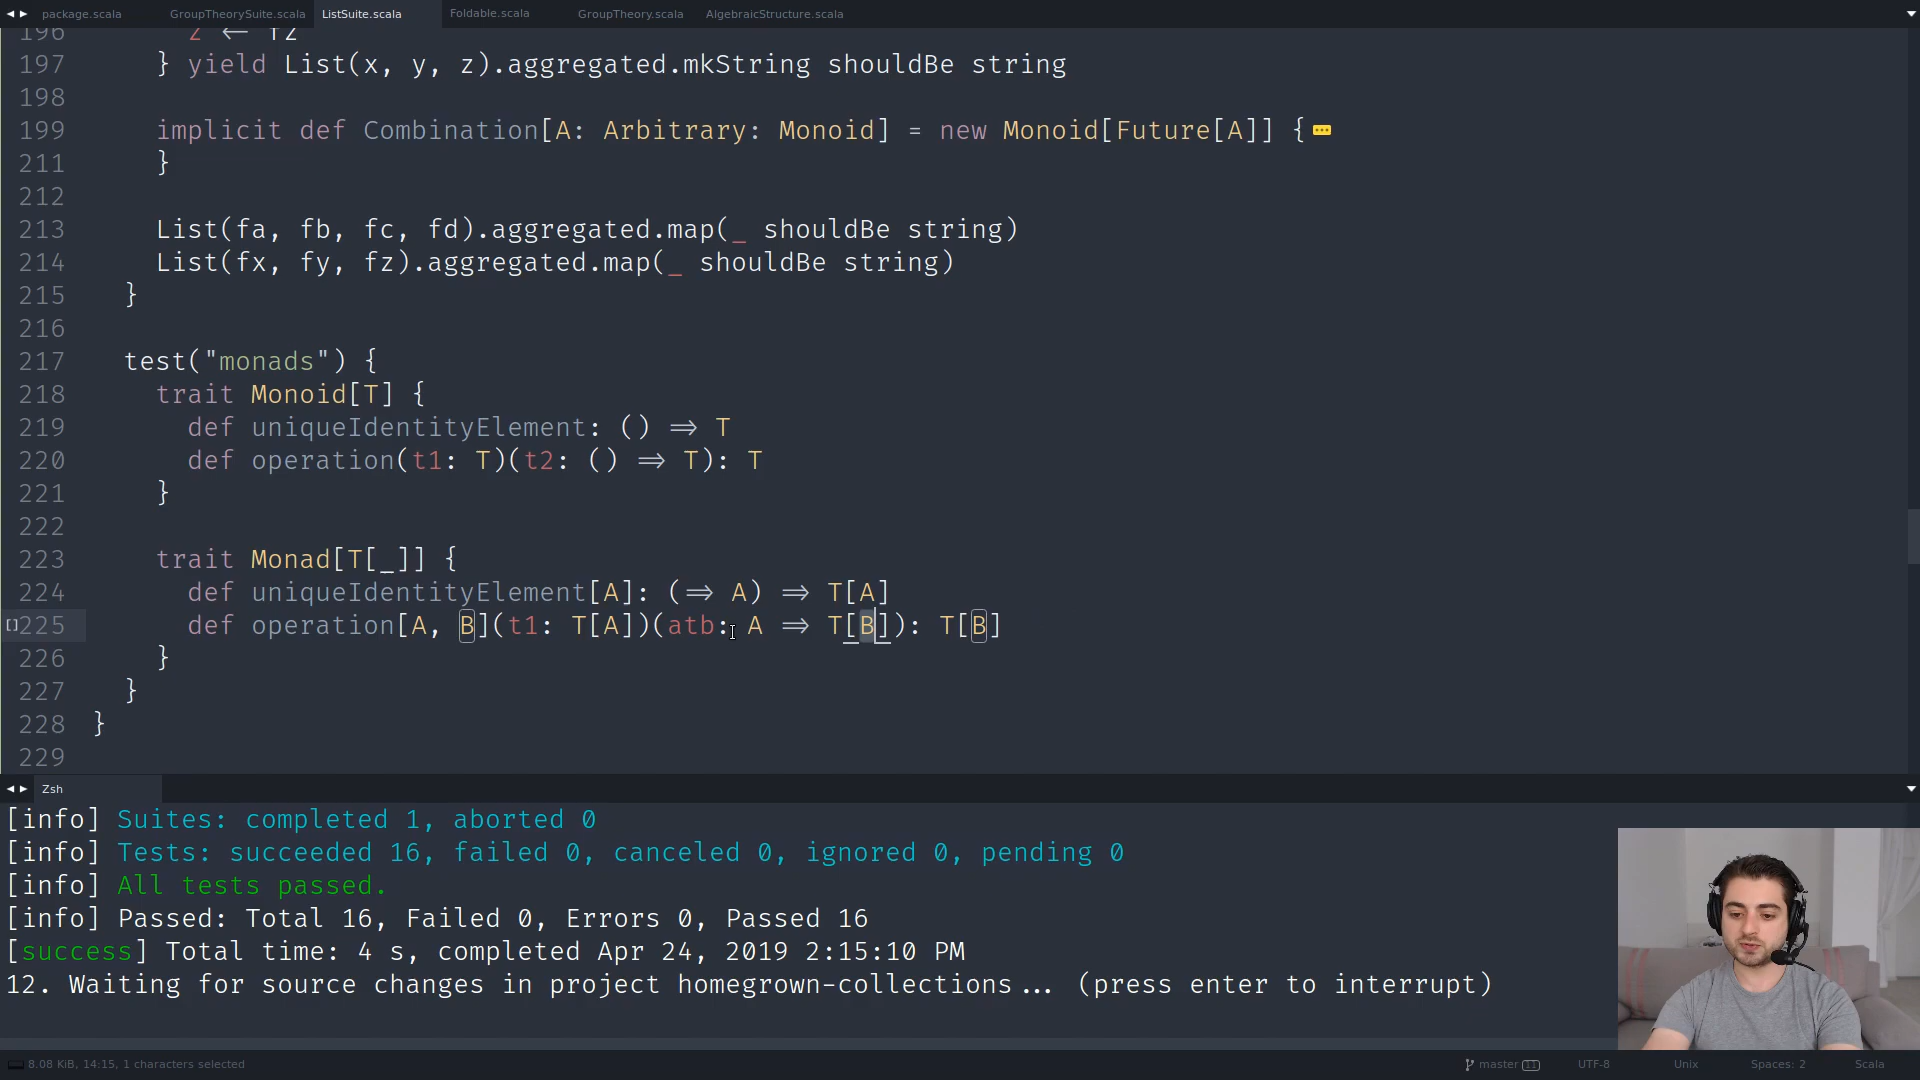 package.scala GroupTheorySuite.scala ListSuite.scala Foldable.scala GroupTheory.scala AlgebraicStructure.scala
196 z ← fz
197 } yield List(x, y, z).aggregated.mkString shouldBe string
198
199 implicit def Combination[A: Arbitrary: Monoid] = new Monoid[Future[A]] {
211 }
212
213 List(fa, fb, fc, fd).aggregated.map(_ shouldBe string)
214 List(fx, fy, fz).aggregated.map(_ shouldBe string)
215 }
216
217 test("monads") {
218 trait Monoid[T] {
219 def uniqueIdentityElement: () ⇒ T
220 def operation(t1: T)(t2: () ⇒ T): T
221 }
222
223 trait Monad[T[_]] {
224 def uniqueIdentityElement[A]: (⇒ A) ⇒ T[A]
225 def operation[A, B](t1: T[A])(atb: A ⇒ T[B]): T[B]
226 }
227 }
228 }
229
Zsh
[info] Suites: completed 1, aborted 0
[info] Tests: succeeded 16, failed 0, canceled 0, ignored 0, pending 0
[info] All tests passed.
[info] Passed: Total 16, Failed 0, Errors 0, Passed 16
[success] Total time: 4 s, completed Apr 24, 2019 2:15:10 PM
12. Waiting for source changes in project homegrown-collections... (press enter to interrupt)
8.08 KiB, 14:15, 1 characters selected master 11 UTF-8 Unix Spaces: 2 Scala